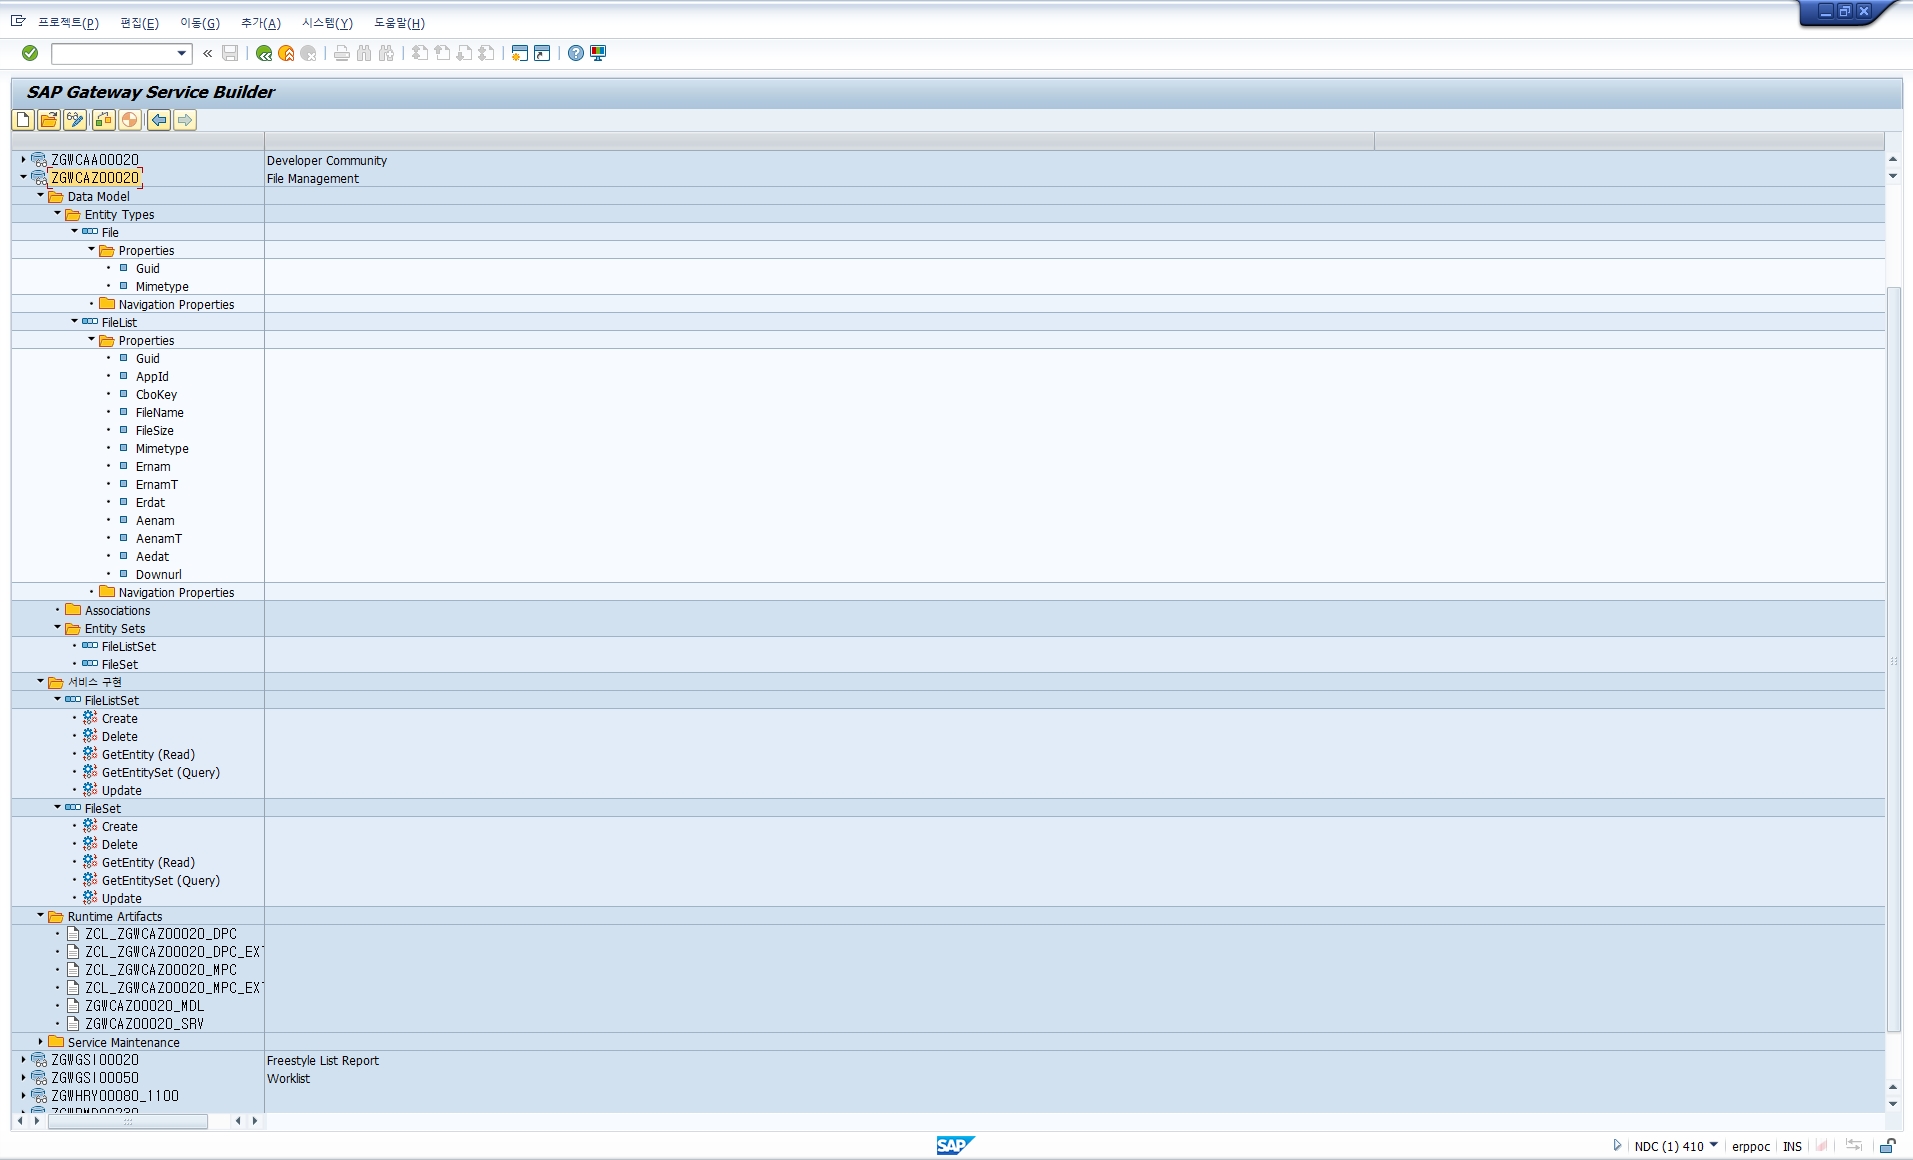 프로젝트(P) 편집(E) 이동(G) 추가(A) 시스템(Y) 도움말(H)
SAP Gateway Service Builder
ZGWCAA00020 Developer Community
ZGWCAZ00020 File Management
Data Model
Entity Types
File
Properties
Guid
Mimetype
Navigation Properties
FileList
Properties
Guid
AppId
CboKey
FileName
FileSize
Mimetype
Ernam
ErnamT
Erdat
Aenam
AenamT
Aedat
Downurl
Navigation Properties
Associations
Entity Sets
FileListSet
FileSet
서비스 구현
FileListSet
Create
Delete
GetEntity (Read)
GetEntitySet (Query)
Update
FileSet
Create
Delete
GetEntity (Read)
GetEntitySet (Query)
Update
Runtime Artifacts
ZCL_ZGWCAZ00020_DPC
ZCL_ZGWCAZ00020_DPC_EXT
ZCL_ZGWCAZ00020_MPC
ZCL_ZGWCAZ00020_MPC_EXT
ZGWCAZ00020_MDL
ZGWCAZ00020_SRV
Service Maintenance
ZGWGSI00020 Freestyle List Report
ZGWGSI00050 Worklist
ZGWHRY00080_1100
SAP NDC (1) 410 erppoc INS